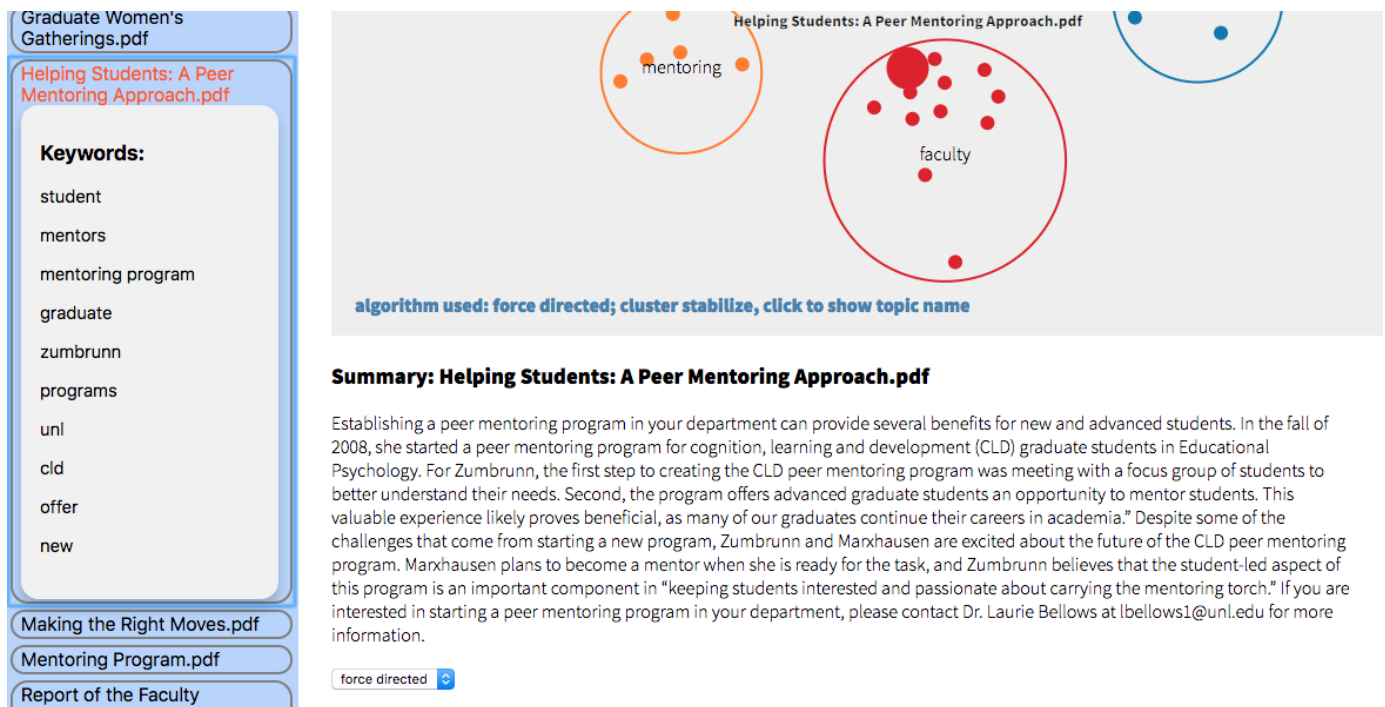 Graduate Women's
Gatherings.pdf
Helping Students: A Peer
Mentoring Approach.pdf
Keywords:
student
mentors
mentoring program
graduate
zumbrunn
programs
unl
cld
offer
new
Making the Right Moves.pdf
Mentoring Program.pdf
Report of the Faculty
Helping Students: A Peer Mentoring Approach.pdf
mentoring
faculty
algorithm used: force directed; cluster stabilize, click to show topic name
Summary: Helping Students: A Peer Mentoring Approach.pdf
Establishing a peer mentoring program in your department can provide several benefits for new and advanced students. In the fall of
2008, she started a peer mentoring program for cognition, learning and development (CLD) graduate students in Educational
Psychology. For Zumbrunn, the first step to creating the CLD peer mentoring program was meeting with a focus group of students to
better understand their needs. Second, the program offers advanced graduate students an opportunity to mentor students. This
valuable experience likely proves beneficial, as many of our graduates continue their careers in academia.” Despite some of the
challenges that come from starting a new program, Zumbrunn and Marxhausen are excited about the future of the CLD peer mentoring
program. Marxhausen plans to become a mentor when she is ready for the task, and Zumbrunn believes that the student-led aspect of
this program is an important component in “keeping students interested and passionate about carrying the mentoring torch.” If you are
interested in starting a peer mentoring program in your department, please contact Dr. Laurie Bellows at lbellows1@unl.edu for more
information.
force directed